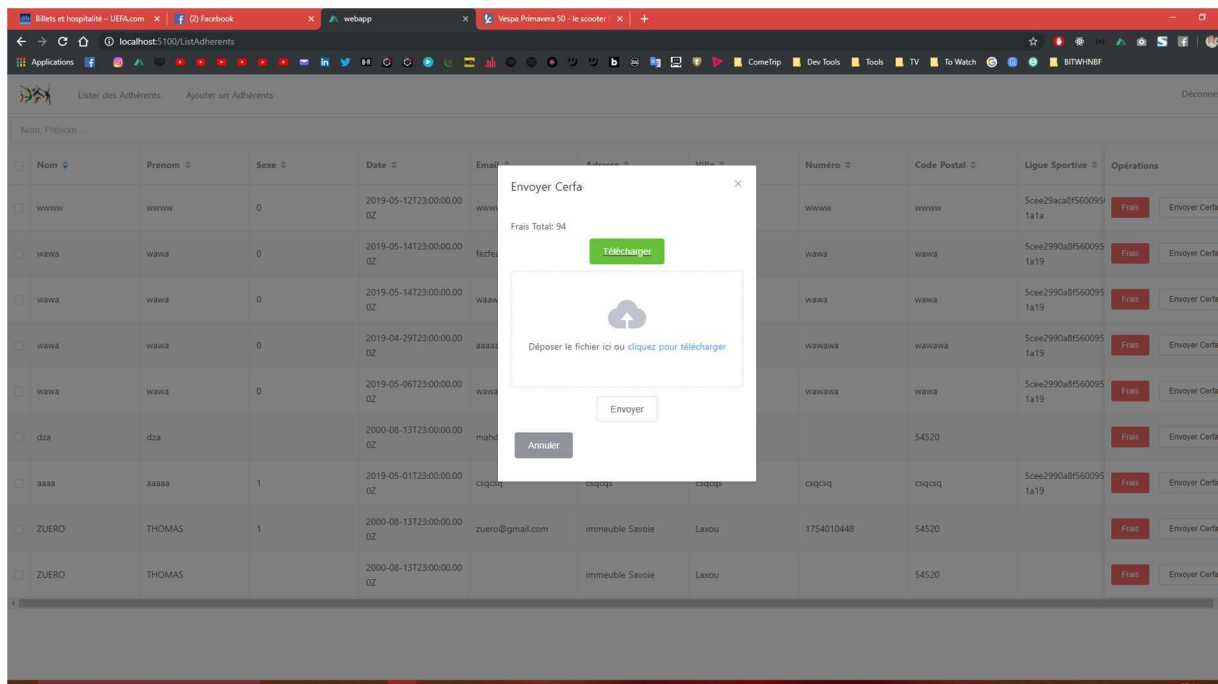 Billets et hospitalité – UEFA.com
(2) Facebook
webapp
Vespa Primavera 50 - le scooter
localhost:5100/ListAdherents
Applications
ComeTrip
Dev Tools
Tools
TV
To Watch
BITWHNBF
Lister des Adhérents Ajouter un Adhérents
Nom, Prénom ...
Nom Prenom Sexe Date Email Adresse Ville Numéro Code Postal Ligue Sportive Opérations
wwww wwww 0 2019-05-12T23:00:00.00 wwww wwww 5cee29aca8f560095 Frais Envoyer Cerfa
0Z 1a1a
wawa wawa 0 2019-05-14T23:00:00.00 wawa wawa 5cee2990a8f560095 Frais Envoyer Cerfa
0Z 1a19
wawa wawa 0 2019-05-14T23:00:00.00 waaw wawa wawa 5cee2990a8f560095 Frais Envoyer Cerfa
0Z 1a19
wawa wawa 0 2019-04-29T23:00:00.00 aaaaa wawawa wawawa 5cee2990a8f560095 Frais Envoyer Cerfa
0Z 1a19
wawa wawa 0 2019-05-06T23:00:00.00 wawa wawawa wawa 5cee2990a8f560095 Frais Envoyer Cerfa
0Z 1a19
dza dza 2000-08-13T23:00:00.00 mahd 54520 Frais Envoyer Cerfa
0Z
aaaa aaaaa 1 2019-05-01T23:00:00.00 csqcsq csqcqs csqcqs csqcsq csqcsq 5cee2990a8f560095 Frais Envoyer Cerfa
0Z 1a19
ZUERO THOMAS 1 2000-08-13T23:00:00.00 zuero@gmail.com immeuble Savoie Laxou 1754010448 54520 Frais Envoyer Cerfa
0Z
ZUERO THOMAS 2000-08-13T23:00:00.00 immeuble Savoie Laxou 54520 Frais Envoyer Cerfa
0Z
Envoyer Cerfa
Frais Total: 94
Télécharger
Déposer le fichier ici ou cliquez pour télécharger
Envoyer
Annuler